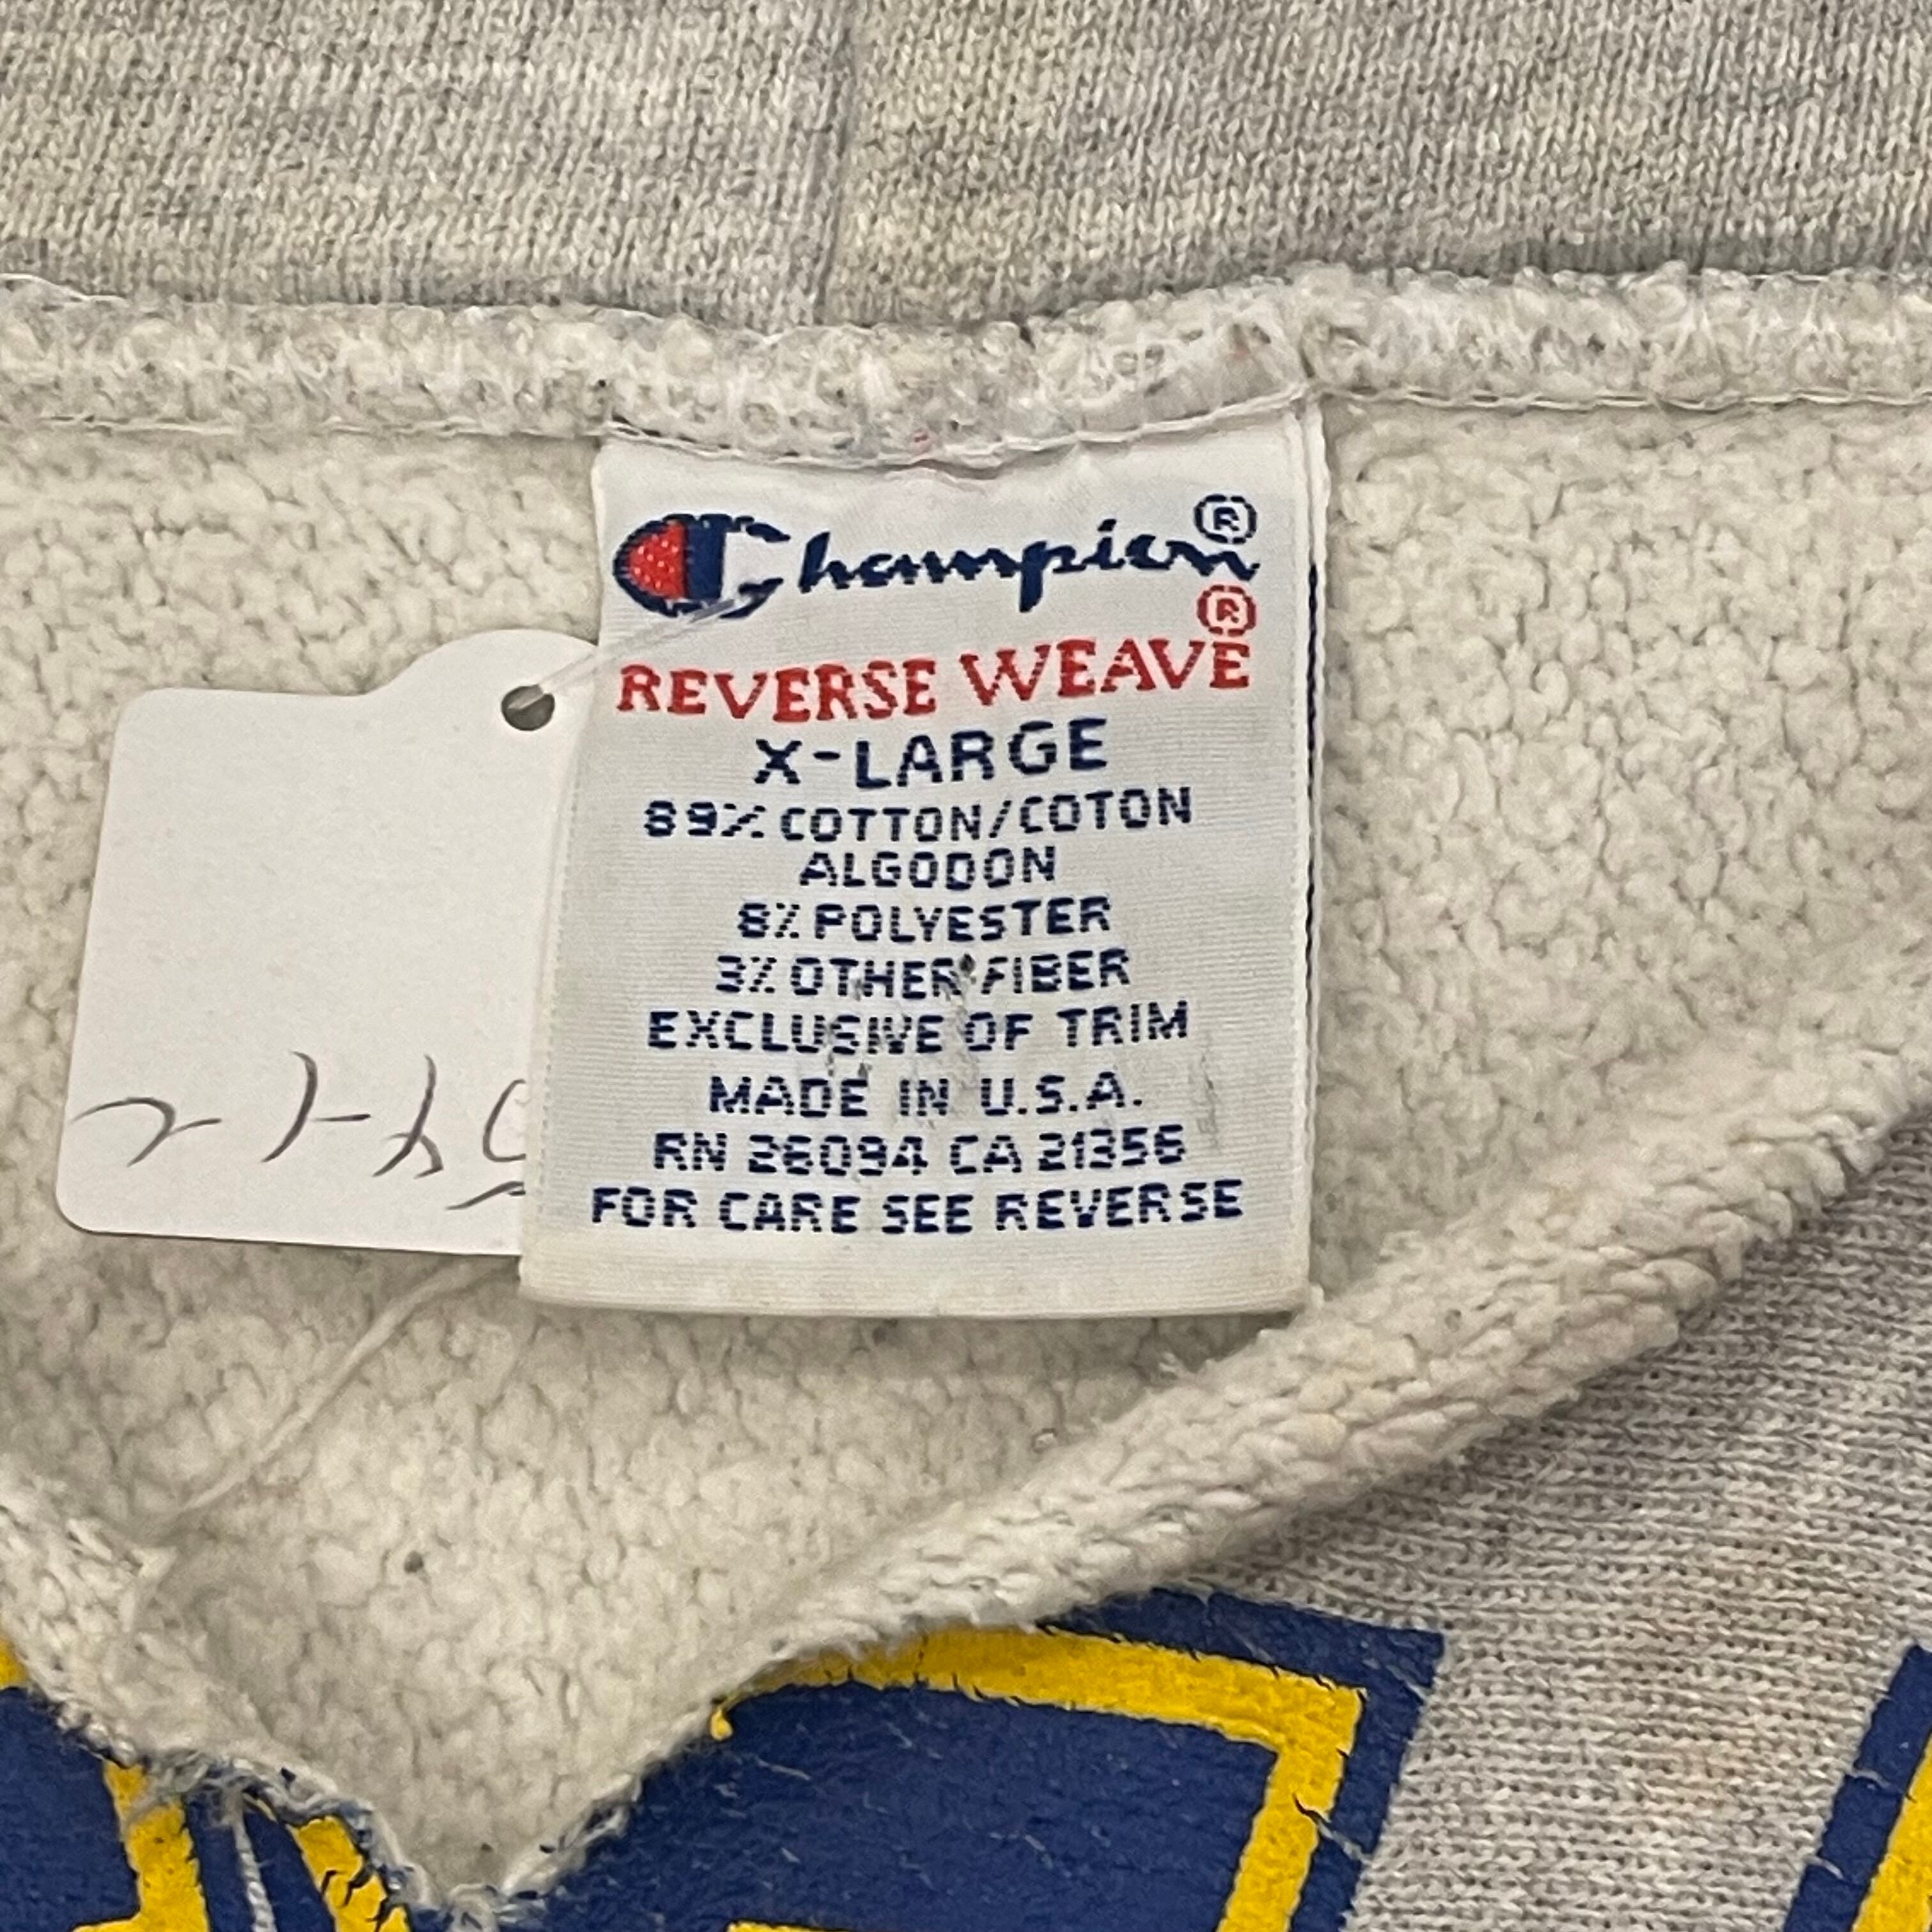 Champion®
REVERSE WEAVE®
X-LARGE
89% COTTON/COTON
ALGODON
8% POLYESTER
3% OTHER FIBER
EXCLUSIVE OF TRIM
MADE IN U.S.A.
RN 26094 CA 21356
FOR CARE SEE REVERSE